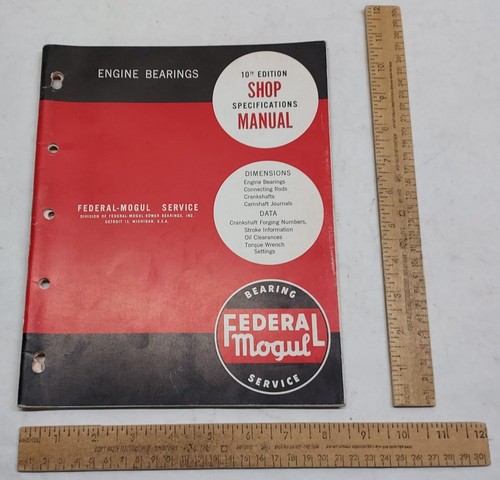 ENGINE BEARINGS
10TH EDITION
SHOP
SPECIFICATIONS
MANUAL
DIMENSIONS
Engine Bearings
Connecting Rods
Crankshafts
Camshaft Journals
DATA
Crankshaft Forging Numbers,
Stroke Information
Oil Clearances
Torque Wrench
Settings
FEDERAL-MOGUL SERVICE
DIVISION OF FEDERAL-MOGUL-BOWER BEARINGS, INC.
DETROIT 13, MICHIGAN, U.S.A.
BEARING
FEDERAL
Mogul
SERVICE